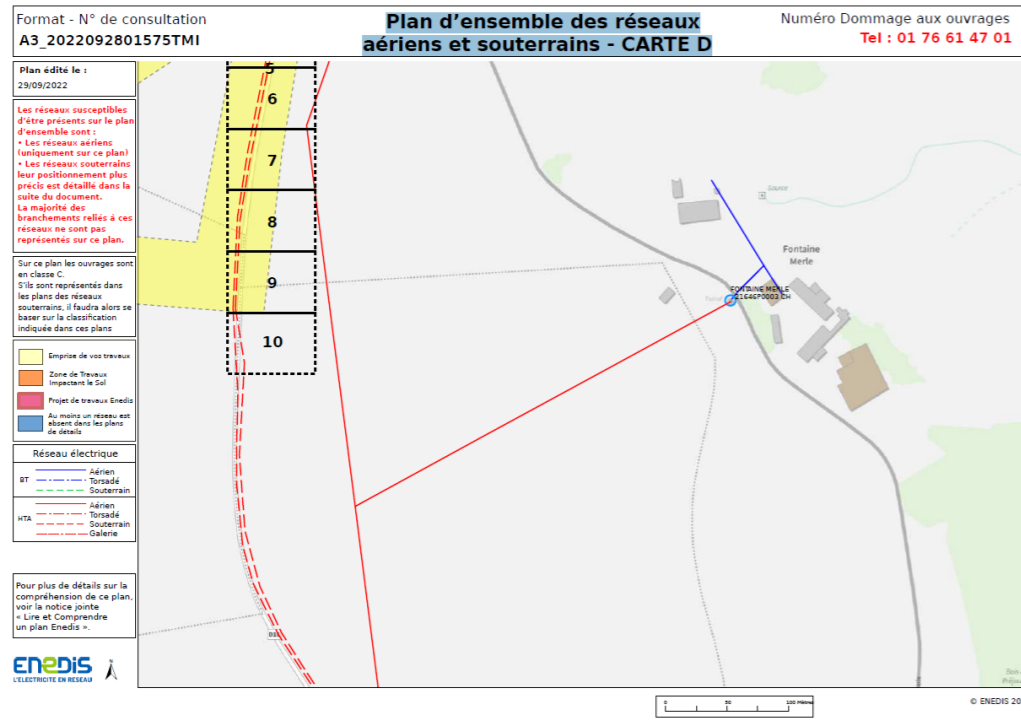 Format - N° de consultation
A3_2022092801575TMI
Plan d’ensemble des réseaux
aériens et souterrains - CARTE D
Numéro Dommage aux ouvrages
Tel : 01 76 61 47 01
Plan édité le :
29/09/2022
Les réseaux susceptibles
d’être présents sur le plan
d’ensemble sont :
• Les réseaux aériens
(uniquement sur ce plan)
• Les réseaux souterrains
leur positionnement plus
précis est détaillé dans la
suite du document.
La majorité des
branchements reliés à ces
réseaux ne sont pas
représentés sur ce plan.
Sur ce plan les ouvrages sont
en classe C.
S’ils sont représentés dans
les plans des réseaux
souterrains, il faudra alors se
baser sur la classification
indiquée dans ces plans
Emprise de vos travaux
Zone de Travaux
Impactant le Sol
Projet de travaux Enedis
Au moins un réseau est
absent dans les plans
de détails
Réseau électrique
BT
Aérien
Torsadé
Souterrain
HTA
Aérien
Torsadé
Souterrain
Galerie
Pour plus de détails sur la
compréhension de ce plan,
voir la notice jointe
« Lire et Comprendre
un plan Enedis ».
ENEDIS
L'ELECTRICITE EN RESEAU
5
6
7
8
9
10
Source
Fontaine
Merle
FONTAINE MERLE
21646P0003 CH
0
50
100 Mètres
© ENEDIS 20